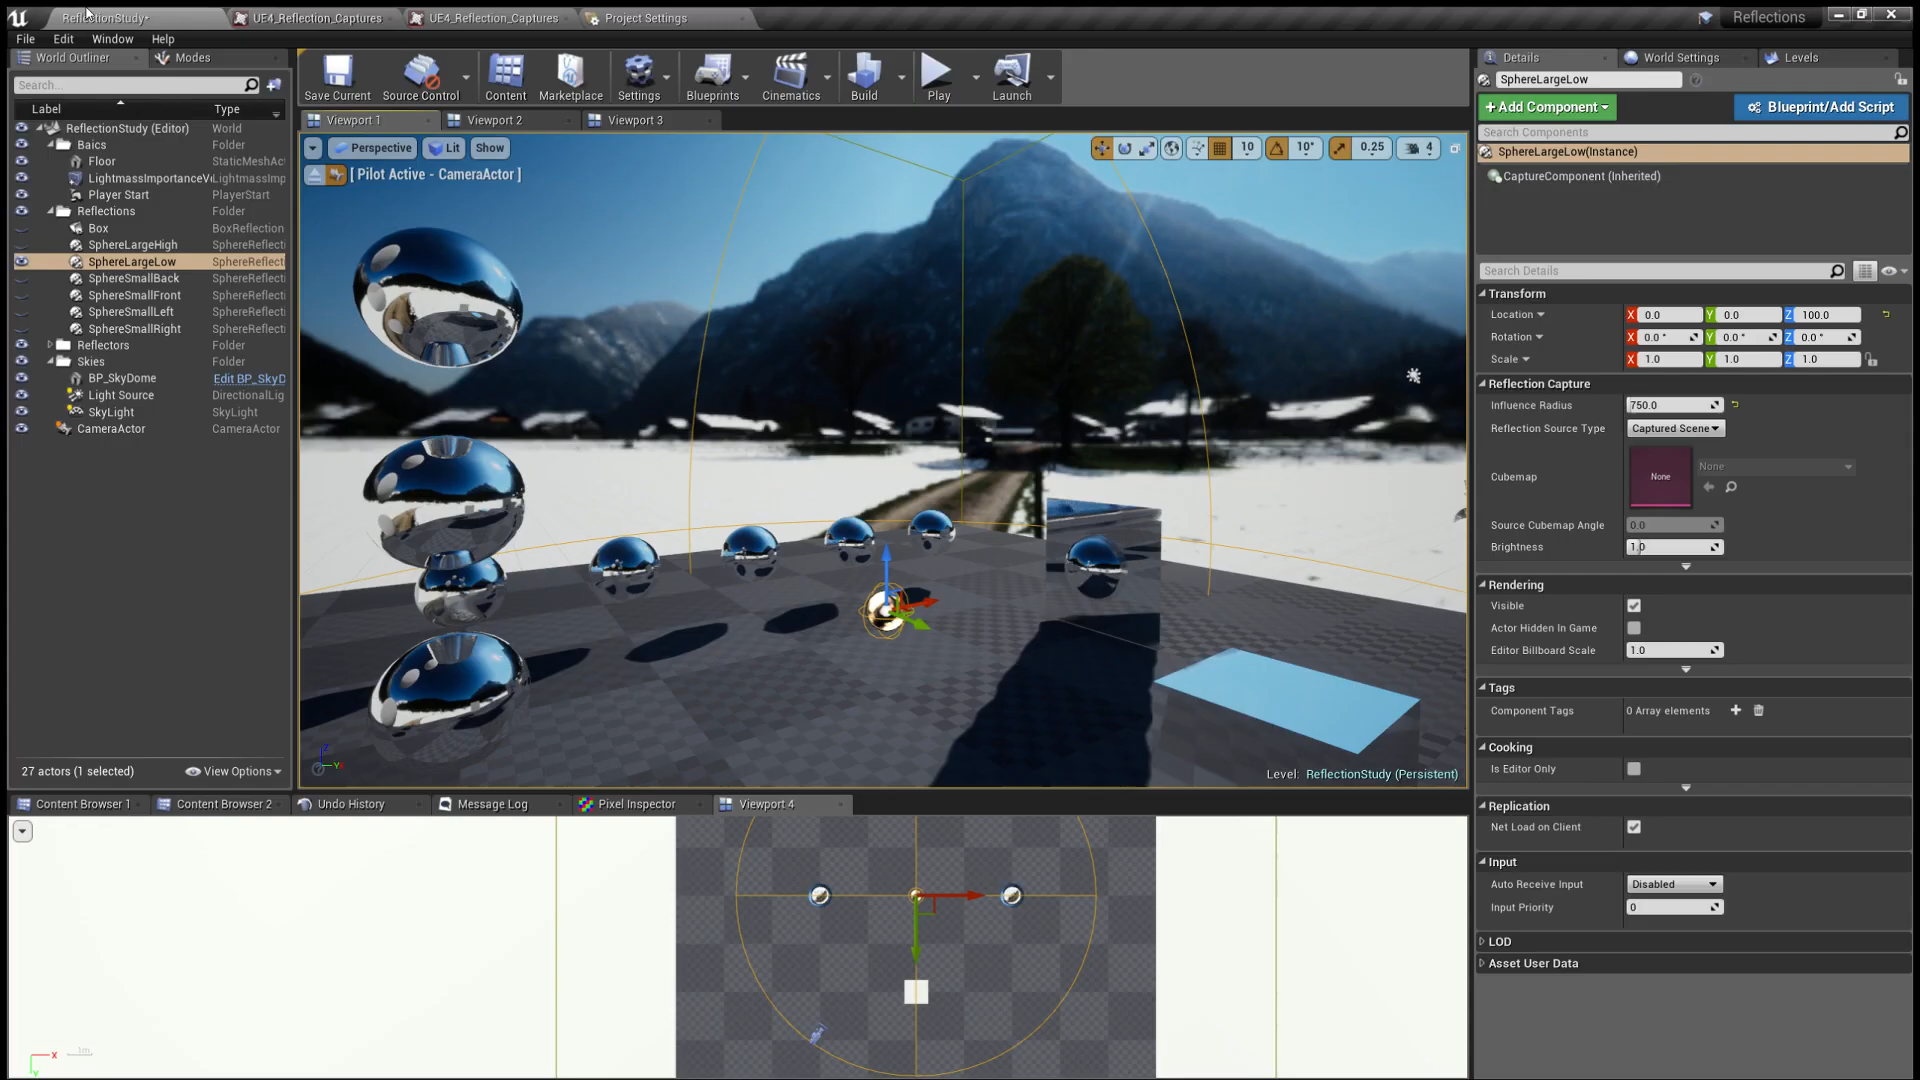 ReflectionStudy*
UE4_Reflection_Captures
UE4_Reflection_Captures
Project Settings
Reflections
File
Edit
Window
Help
World Outliner
Modes
Search...
Label
Type
ReflectionStudy (Editor)
World
Baics
Folder
Floor
StaticMeshAct
LightmassImportanceV
LightmassImp
Player Start
PlayerStart
Reflections
Folder
Box
BoxReflection
SphereLargeHigh
SphereReflecti
SphereLargeLow
SphereReflecti
SphereSmallBack
SphereReflecti
SphereSmallFront
SphereReflecti
SphereSmallLeft
SphereReflecti
SphereSmallRight
SphereReflecti
Reflectors
Folder
Skies
Folder
BP_SkyDome
Edit BP_SkyD
Light Source
DirectionalLig
SkyLight
SkyLight
CameraActor
CameraActor
27 actors (1 selected)
View Options
Save Current
Source Control
Content
Marketplace
Settings
Blueprints
Cinematics
Build
Play
Launch
Viewport 1
Viewport 2
Viewport 3
Perspective
Lit
Show
10
10°
0.25
4
[ Pilot Active - CameraActor ]
Level: ReflectionStudy (Persistent)
Content Browser 1
Content Browser 2
Undo History
Message Log
Pixel Inspector
Viewport 4
1m
X
Y
Details
World Settings
Levels
SphereLargeLow
+Add Component
Blueprint/Add Script
Search Components
SphereLargeLow(Instance)
CaptureComponent (Inherited)
Search Details
Transform
Location
X 0.0
Y 0.0
Z 100.0
Rotation
X 0.0 °
Y 0.0 °
Z 0.0 °
Scale
X 1.0
Y 1.0
Z 1.0
Reflection Capture
Influence Radius
750.0
Reflection Source Type
Captured Scene
Cubemap
None
None
Source Cubemap Angle
0.0
Brightness
1.0
Rendering
Visible
Actor Hidden In Game
Editor Billboard Scale
1.0
Tags
Component Tags
0 Array elements
Cooking
Is Editor Only
Replication
Net Load on Client
Input
Auto Receive Input
Disabled
Input Priority
0
LOD
Asset User Data